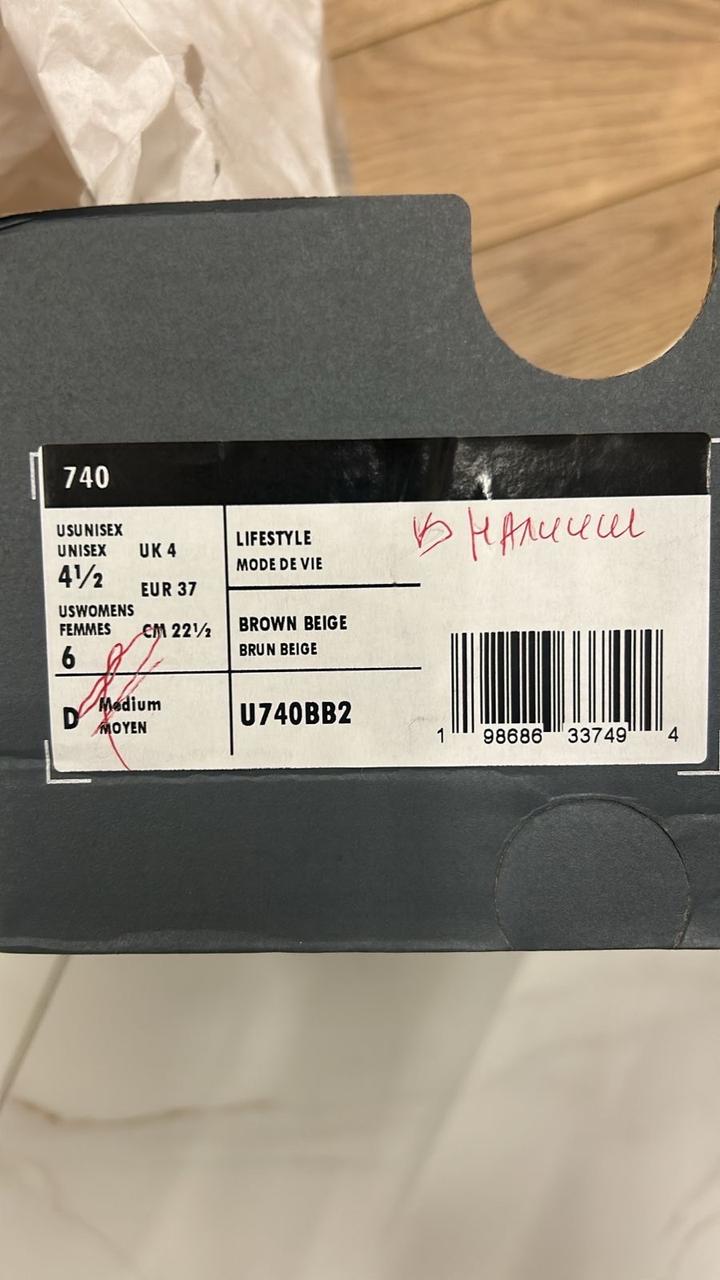 740
USUNISEX
UNISEX
4½
UK 4
EUR 37
USWOMENS
FEMMES
6
CM 22½
D Medium
MOYEN
LIFESTYLE
MODE DE VIE
BROWN BEIGE
BRUN BEIGE
U740BB2
В НАЛИЧИИ
1 98686 33749 4